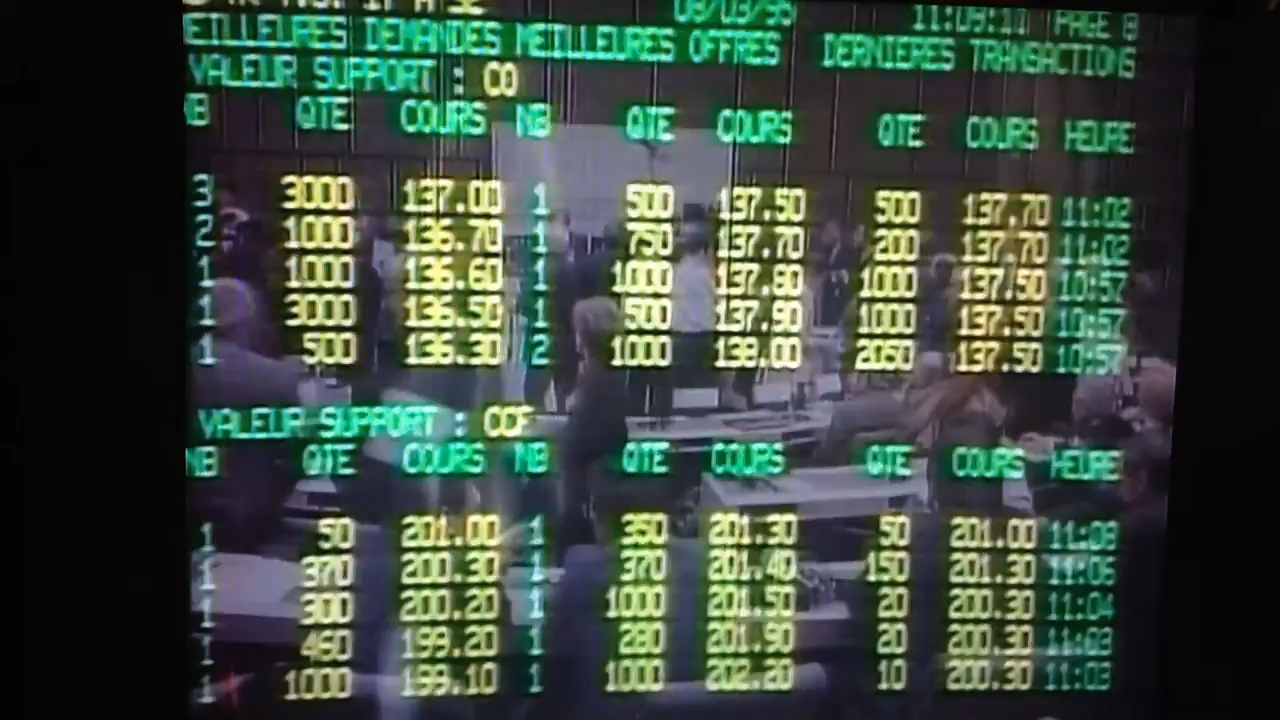 08/03/95 11:09:17 PAGE 8
EILLEURES DEMANDES MEILLEURES OFFRES DERNIERES TRANSACTIONS
VALEUR SUPPORT : CO
NB QTE COURS NB QTE COURS QTE COURS HEURE
3 3000 137.00 1 500 137.50 500 137.70 11:02
2 1000 136.70 1 750 137.70 200 137.70 11:02
1 1000 136.60 1 1000 137.80 1000 137.50 10:57
1 3000 136.50 1 500 137.90 1000 137.50 10:57
1 500 136.30 2 1000 138.00 2050 137.50 10:57
VALEUR SUPPORT : CCF
NB QTE COURS NB QTE COURS QTE COURS HEURE
1 50 201.00 1 350 201.30 50 201.00 11:08
1 370 200.30 1 370 201.40 150 201.30 11:06
1 300 200.20 1 1000 201.50 20 200.30 11:04
1 460 199.20 1 280 201.90 20 200.30 11:03
1 1000 199.10 1 1000 202.20 10 200.30 11:03